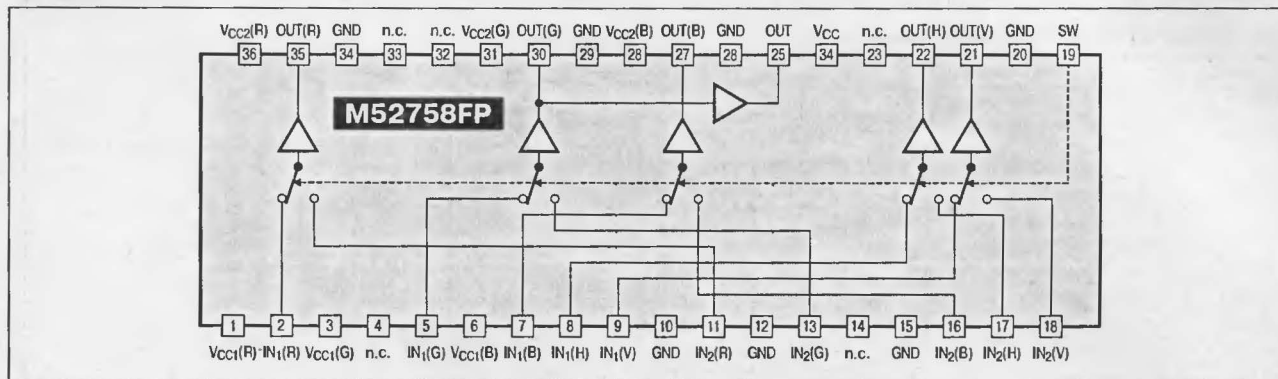 VCC2(R) OUT(R) GND n.c. n.c. VCC2(G) OUT(G) GND VCC2(B) OUT(B) GND OUT VCC n.c. OUT(H) OUT(V) GND SW
36 35 34 33 32 31 30 29 28 27 28 25 34 23 22 21 20 19
M52758FP
1 2 3 4 5 6 7 8 9 10 11 12 13 14 15 16 17 18
VCC1(R) IN1(R) VCC1(G) n.c. IN1(G) VCC1(B) IN1(B) IN1(H) IN1(V) GND IN2(R) GND IN2(G) n.c. GND IN2(B) IN2(H) IN2(V)